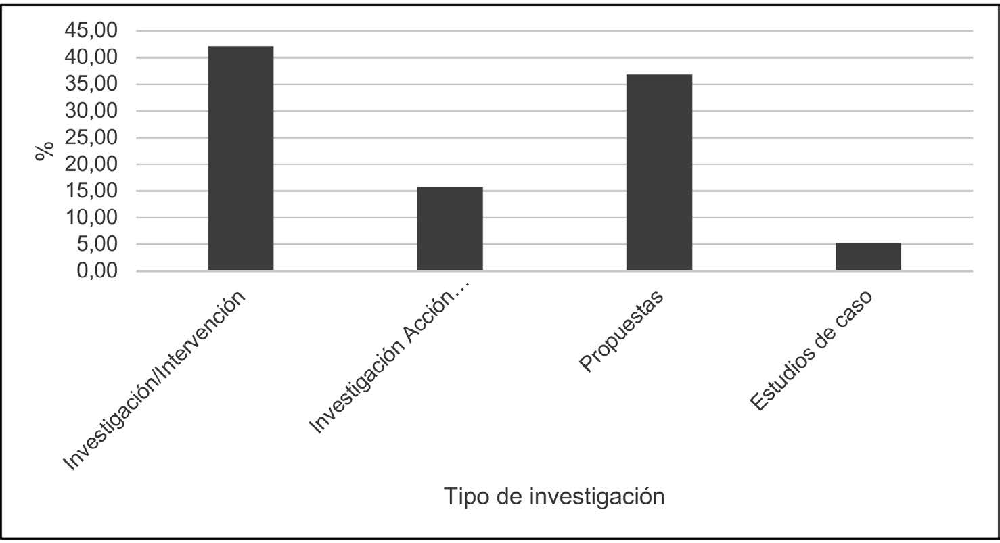 45,00
40,00
35,00
30,00
25,00
20,00
15,00
10,00
5,00
0,00
%
Investigación/Intervención
Investigación Acción…
Propuestas
Estudios de caso
Tipo de investigación